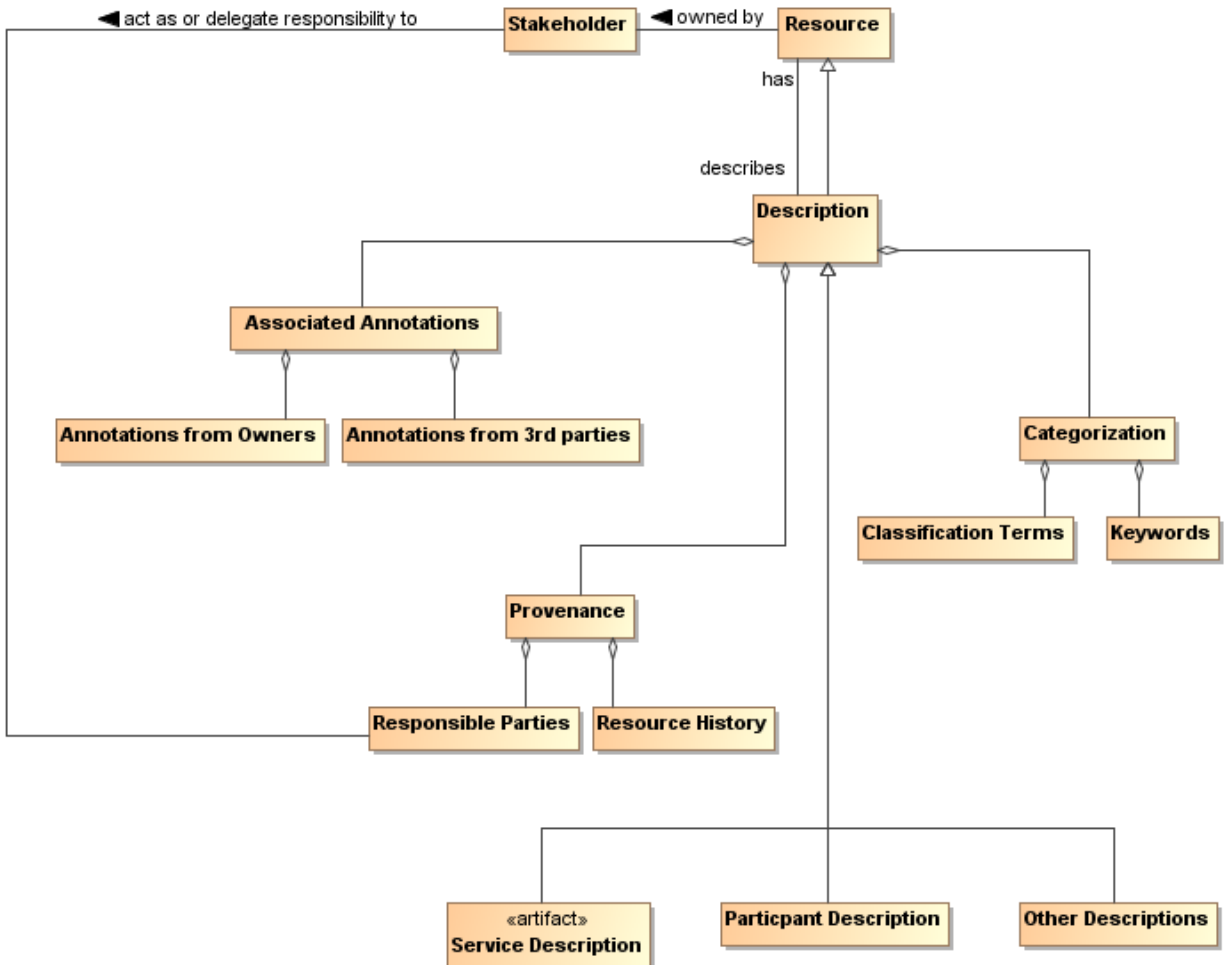 act as or delegate responsibility to
Stakeholder
owned by
Resource
has
describes
Description
Associated Annotations
Annotations from Owners
Annotations from 3rd parties
Categorization
Classification Terms
Keywords
Provenance
Responsible Parties
Resource History
«artifact»
Service Description
Particpant Description
Other Descriptions